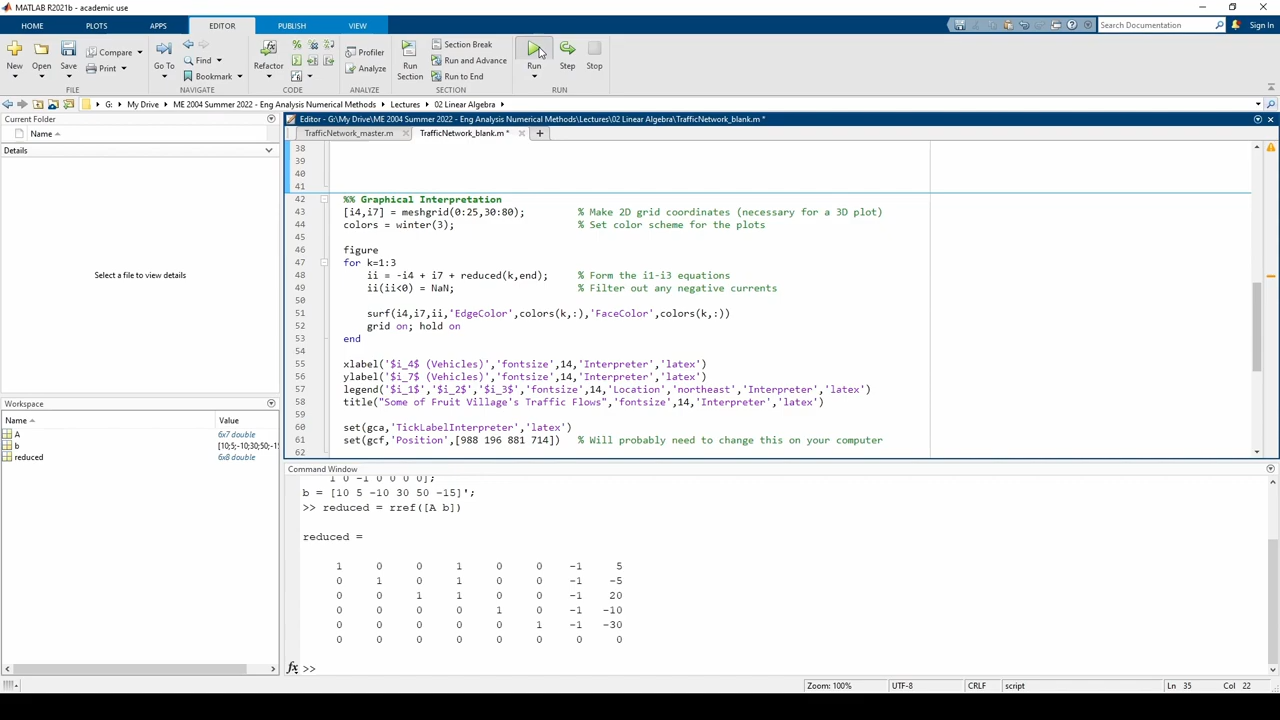 MATLAB R2021b - academic use
HOME PLOTS APPS EDITOR PUBLISH VIEW Search Documentation Sign In
New Open Save Compare Print Go To Find Bookmark Refactor Profiler Analyze Run Section Section Break Run and Advance Run to End Run Step Stop
FILE NAVIGATE CODE ANALYZE SECTION RUN
G: My Drive ME 2004 Summer 2022 - Eng Analysis Numerical Methods Lectures 02 Linear Algebra
Current Folder
Name
Details
Select a file to view details
Workspace
Name Value
A 6x7 double
b [10;5;-10;30;50;-15
reduced 6x8 double
Editor - G:\My Drive\ME 2004 Summer 2022 - Eng Analysis Numerical Methods\Lectures\02 Linear Algebra\TrafficNetwork_blank.m *
TrafficNetwork_master.m TrafficNetwork_blank.m * +
38
39
40
41
42 %% Graphical Interpretation
43 [i4,i7] = meshgrid(0:25,30:80); % Make 2D grid coordinates (necessary for a 3D plot)
44 colors = winter(3); % Set color scheme for the plots
45
46 figure
47 for k=1:3
48 ii = -i4 + i7 + reduced(k,end); % Form the i1-i3 equations
49 ii(ii<0) = NaN; % Filter out any negative currents
50
51 surf(i4,i7,ii,'EdgeColor',colors(k,:),'FaceColor',colors(k,:))
52 grid on; hold on
53 end
54
55 xlabel('$i_4$ (Vehicles)','fontsize',14,'Interpreter','latex')
56 ylabel('$i_7$ (Vehicles)','fontsize',14,'Interpreter','latex')
57 legend('$i_1$','$i_2$','$i_3$','fontsize',14,'Location','northeast','Interpreter','latex')
58 title("Some of Fruit Village's Traffic Flows",'fontsize',14,'Interpreter','latex')
59
60 set(gca,'TickLabelInterpreter','latex')
61 set(gcf,'Position',[988 196 881 714]) % Will probably need to change this on your computer
62
Command Window
1 0 -1 0 0 0 0];
b = [10 5 -10 30 50 -15]';
>> reduced = rref([A b])
reduced =
1 0 0 1 0 0 -1 5
0 1 0 1 0 0 -1 -5
0 0 1 1 0 0 -1 20
0 0 0 0 1 0 -1 -10
0 0 0 0 0 1 -1 -30
0 0 0 0 0 0 0 0
fx >>
Zoom: 100% UTF-8 CRLF script Ln 35 Col 22